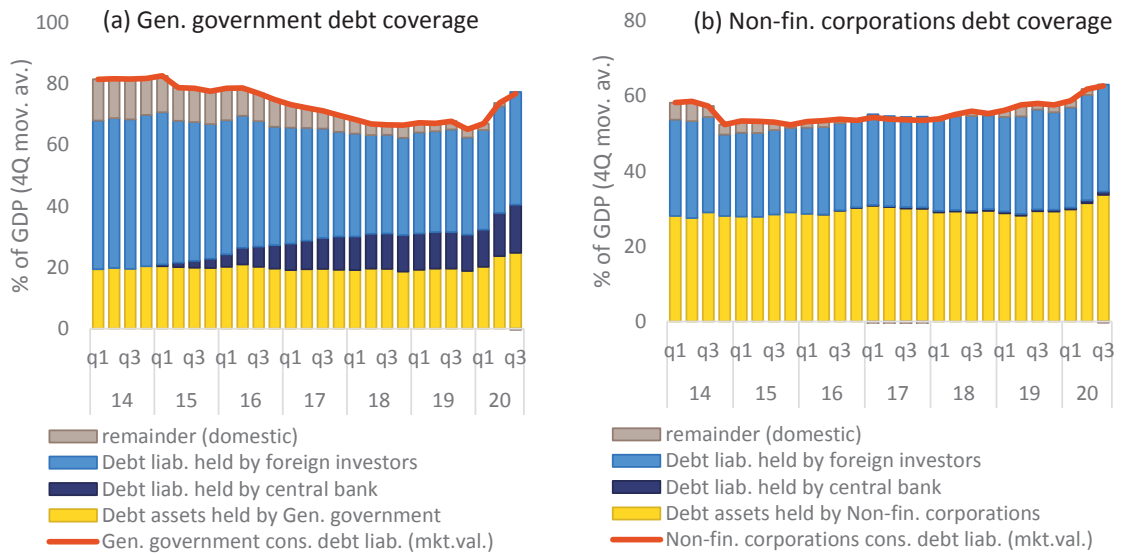 (a) Gen. government debt coverage
% of GDP (4Q mov. av.)
100
80
60
40
20
0
q1 q3 q1 q3 q1 q3 q1 q3 q1 q3 q1 q3 q1 q3
14 15 16 17 18 19 20
remainder (domestic)
Debt liab. held by foreign investors
Debt liab. held by central bank
Debt assets held by Gen. government
Gen. government cons. debt liab. (mkt.val.)
(b) Non-fin. corporations debt coverage
% of GDP (4Q mov. av.)
80
60
40
20
0
q1 q3 q1 q3 q1 q3 q1 q3 q1 q3 q1 q3 q1 q3
14 15 16 17 18 19 20
remainder (domestic)
Debt liab. held by foreign investors
Debt liab. held by central bank
Debt assets held by Non-fin. corporations
Non-fin. corporations cons. debt liab. (mkt.val.)